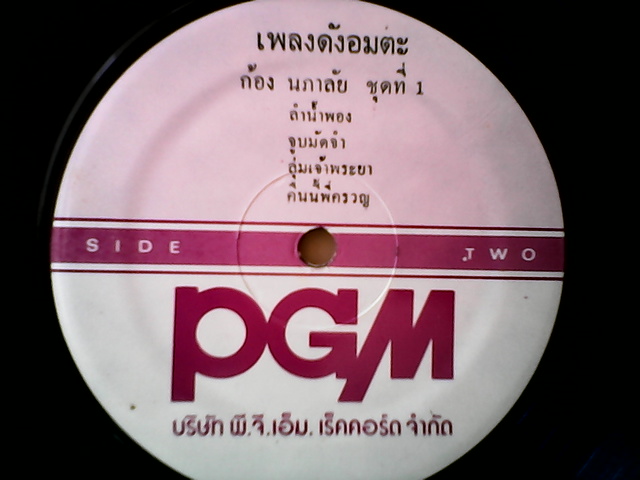 เพลงดังอมตะ
ก้อง นภาลัย ชุดที่ 1
ลำน้ำพอง
จูบมัดจำ
ลุ่มเจ้าพระยา
คืนนี้พี่ครวญ
SIDE TWO
PGM
บริษัท พี.จี.เอ็ม. เร็คคอร์ด จำกัด